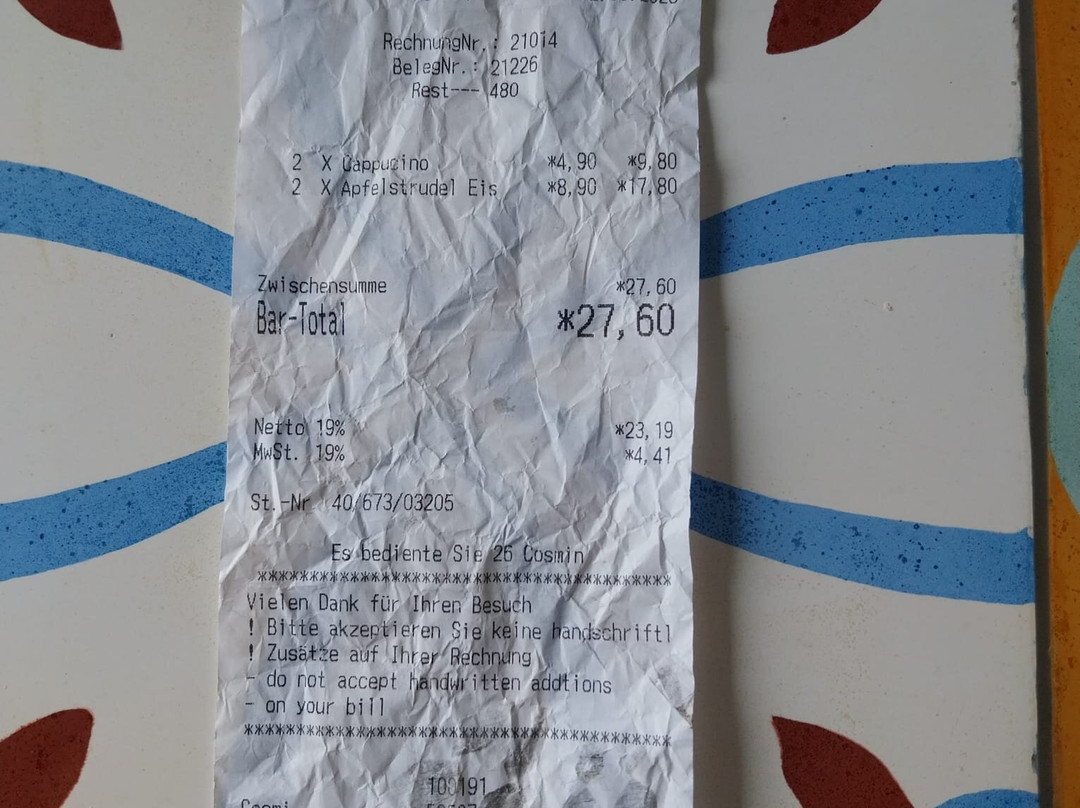 RechnungNr.: 21014
BelegNr.: 21226
Rest--- 480
2 X Cappucino *4,90 *9,80
2 X Apfelstrudel Eis *8,90 *17,80
Zwischensumme *27,60
Bar-Total *27,60
Netto 19% *23,19
MwSt. 19% *4,41
St.-Nr 40/673/03205
Es bediente Sie 26 Cosmin
****************************************
Vielen Dank für Ihren Besuch
! Bitte akzeptieren Sie keine handschriftl
! Zusätze auf Ihrer Rechnung
- do not accept handwritten addtions
- on your bill
****************************************
100191